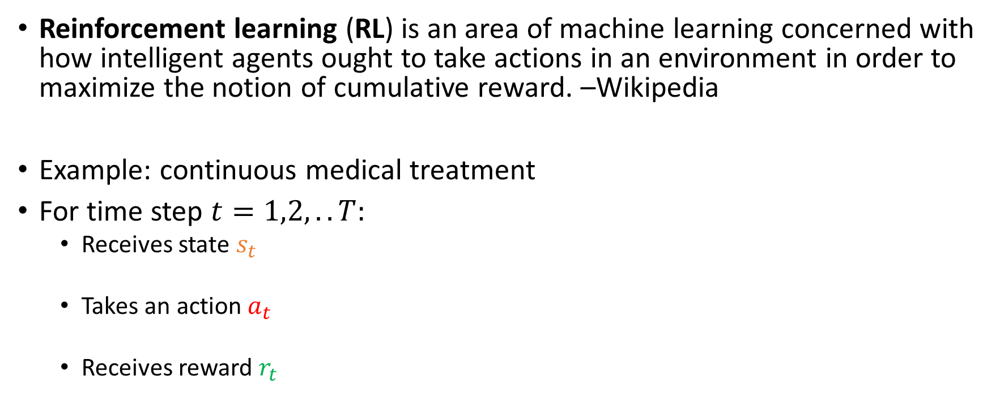 • Reinforcement learning (RL) is an area of machine learning concerned with
how intelligent agents ought to take actions in an environment in order to
maximize the notion of cumulative reward. –Wikipedia
• Example: continuous medical treatment
• For time step t = 1,2,..T:
• Receives state s_t
• Takes an action a_t
• Receives reward r_t